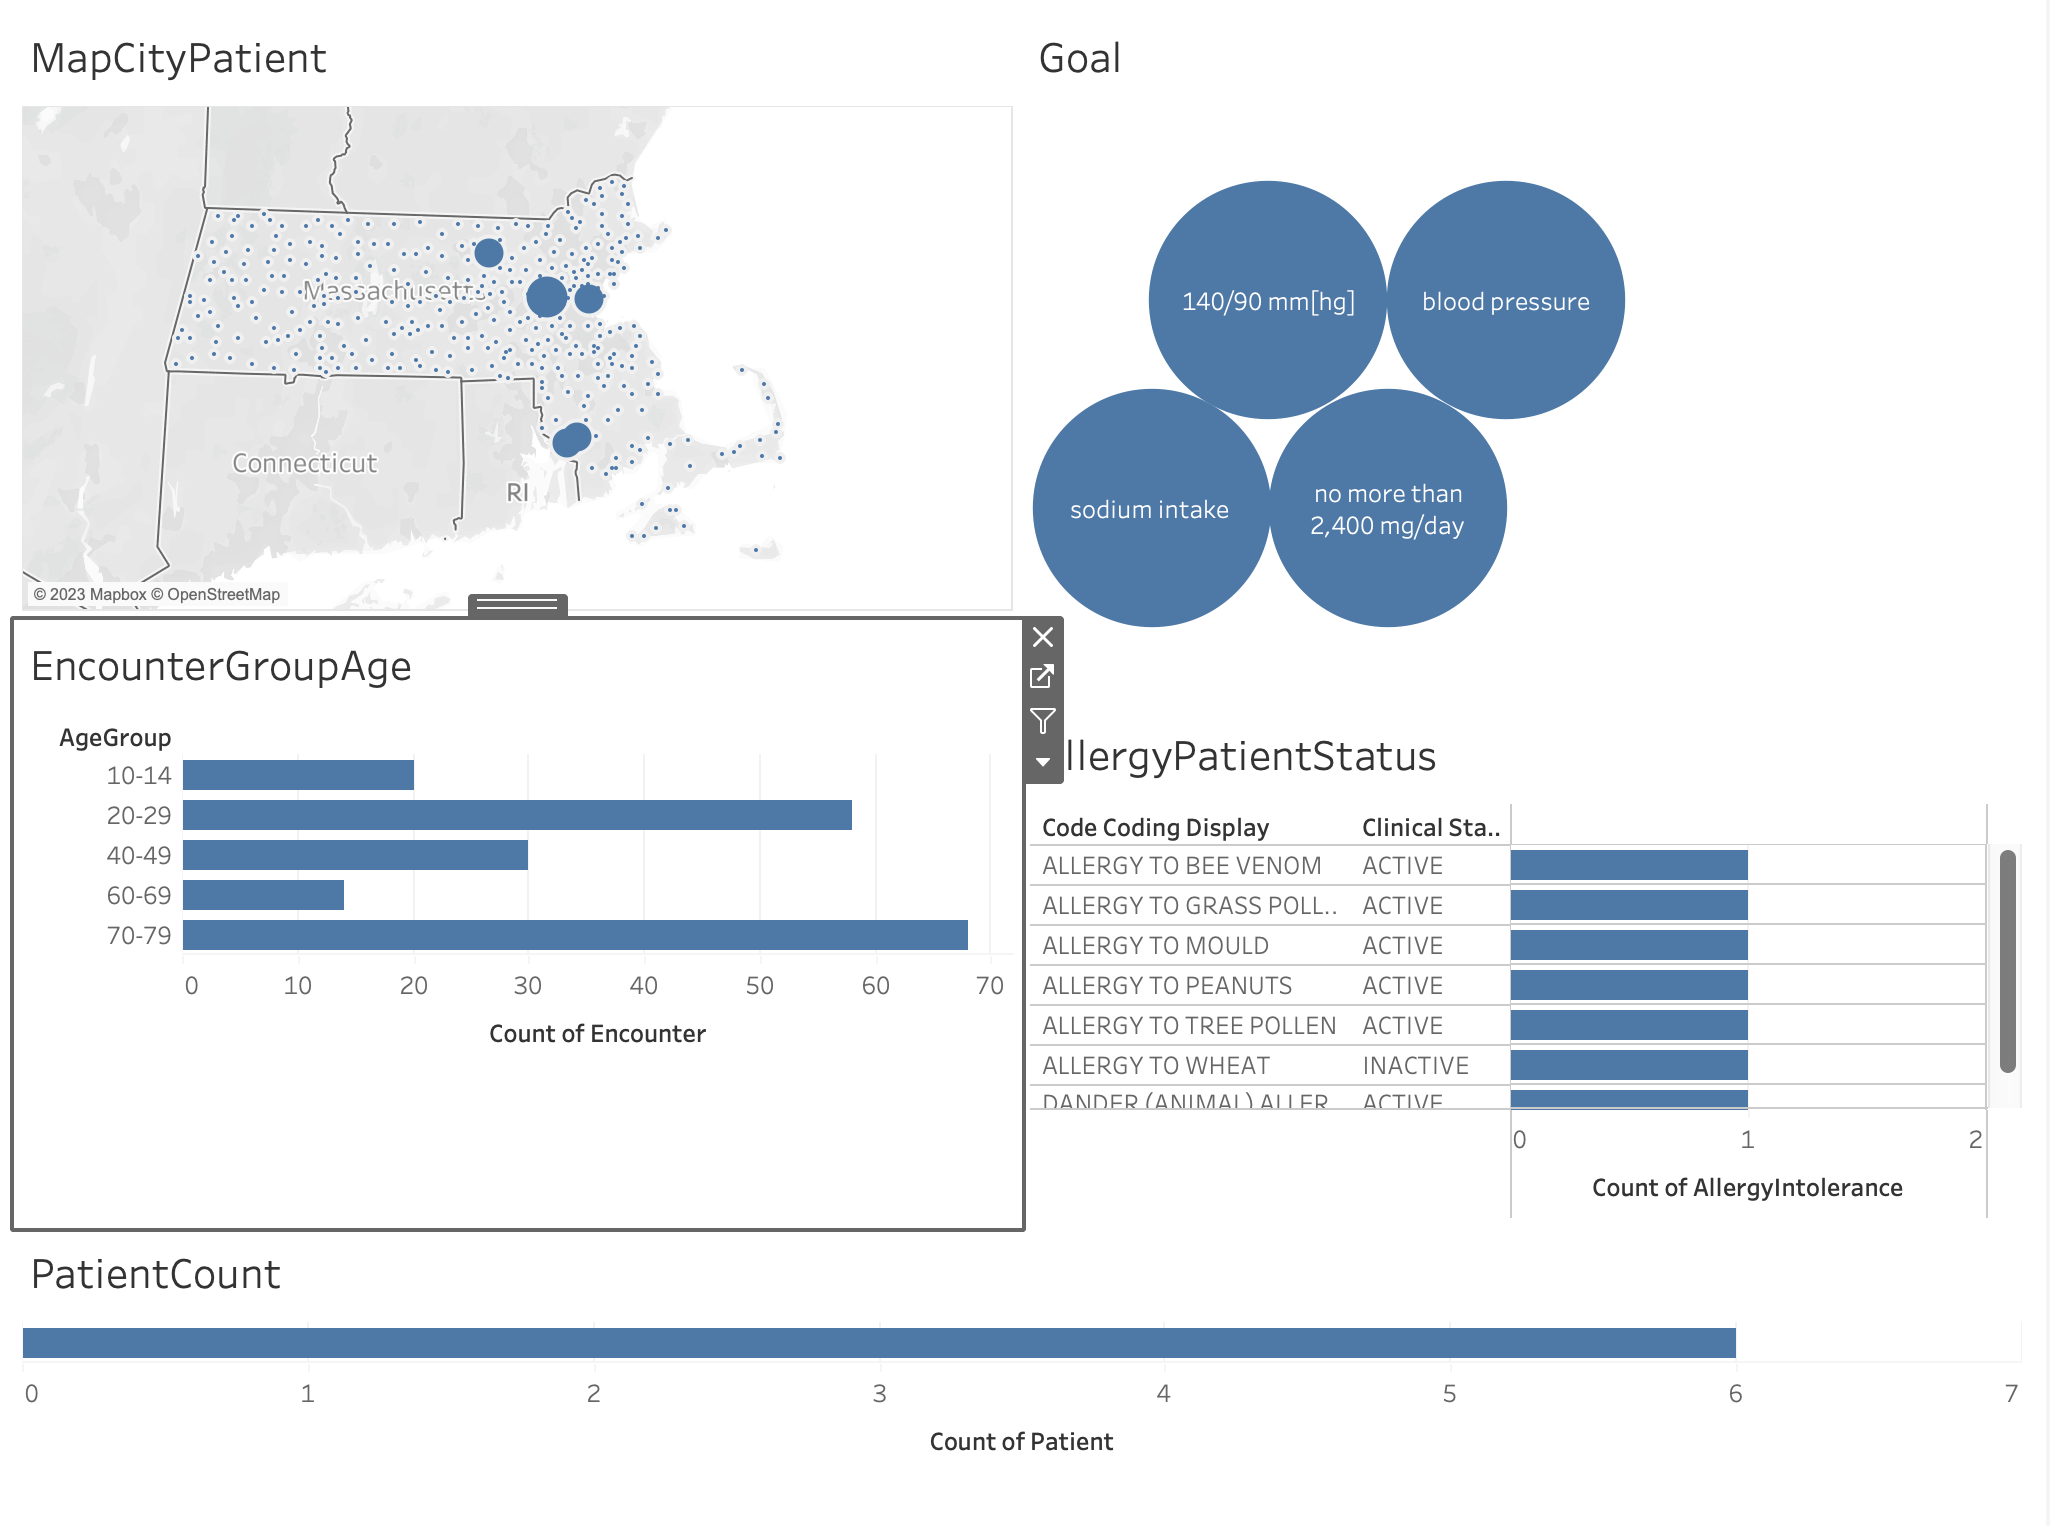 MapCityPatient
Massachusetts
Connecticut
RI
© 2023 Mapbox © OpenStreetMap
Goal
140/90 mm[hg]
blood pressure
sodium intake
no more than
2,400 mg/day
EncounterGroupAge
AgeGroup
10-14
20-29
40-49
60-69
70-79
0 10 20 30 40 50 60 70
Count of Encounter
llergyPatientStatus
Code Coding Display Clinical Sta..
ALLERGY TO BEE VENOM ACTIVE
ALLERGY TO GRASS POLL.. ACTIVE
ALLERGY TO MOULD ACTIVE
ALLERGY TO PEANUTS ACTIVE
ALLERGY TO TREE POLLEN ACTIVE
ALLERGY TO WHEAT INACTIVE
DANDER (ANIMAL) ALLER ACTIVE
0 1 2
Count of AllergyIntolerance
PatientCount
0 1 2 3 4 5 6 7
Count of Patient